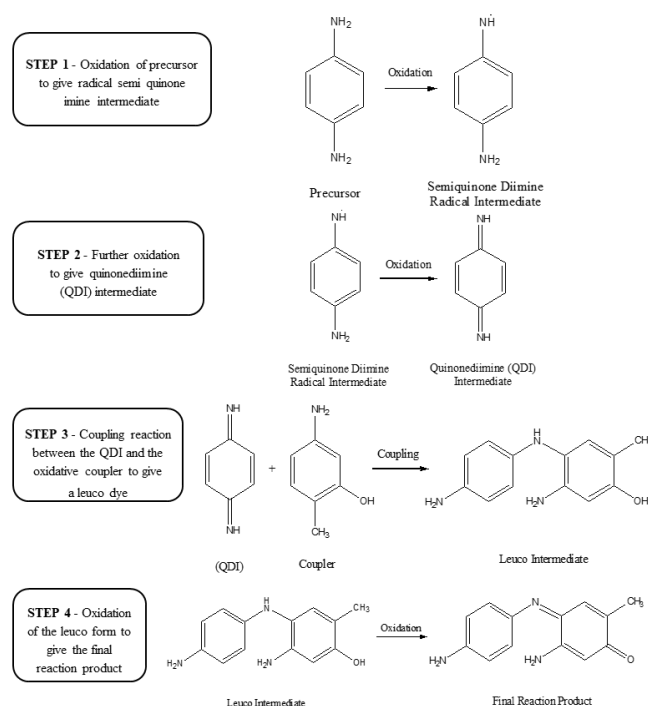 STEP 1 - Oxidation of precursor
to give radical semi quinone
imine intermediate
NH₂
NH₂
Precursor
Oxidation
ṄH
NH₂
Semiquinone Diimine
Radical Intermediate
STEP 2 - Further oxidation
to give quinonediimine
(QDI) intermediate
ṄH
NH₂
Semiquinone Diimine
Radical Intermediate
Oxidation
NH
NH
Quinonediimine (QDI)
Intermediate
STEP 3 - Coupling reaction
between the QDI and the
oxidative coupler to give
a leuco dye
NH
NH
(QDI)
+
NH₂
OH
CH₃
Coupler
Coupling
H
N
CH
H₂N
H₂N
OH
Leuco Intermediate
STEP 4 - Oxidation
of the leuco form to
give the final
reaction product
H
N
CH₃
H₂N
H₂N
OH
Leuco Intermediate
Oxidation
N
CH₃
H₂N
H₂N
O
Final Reaction Product